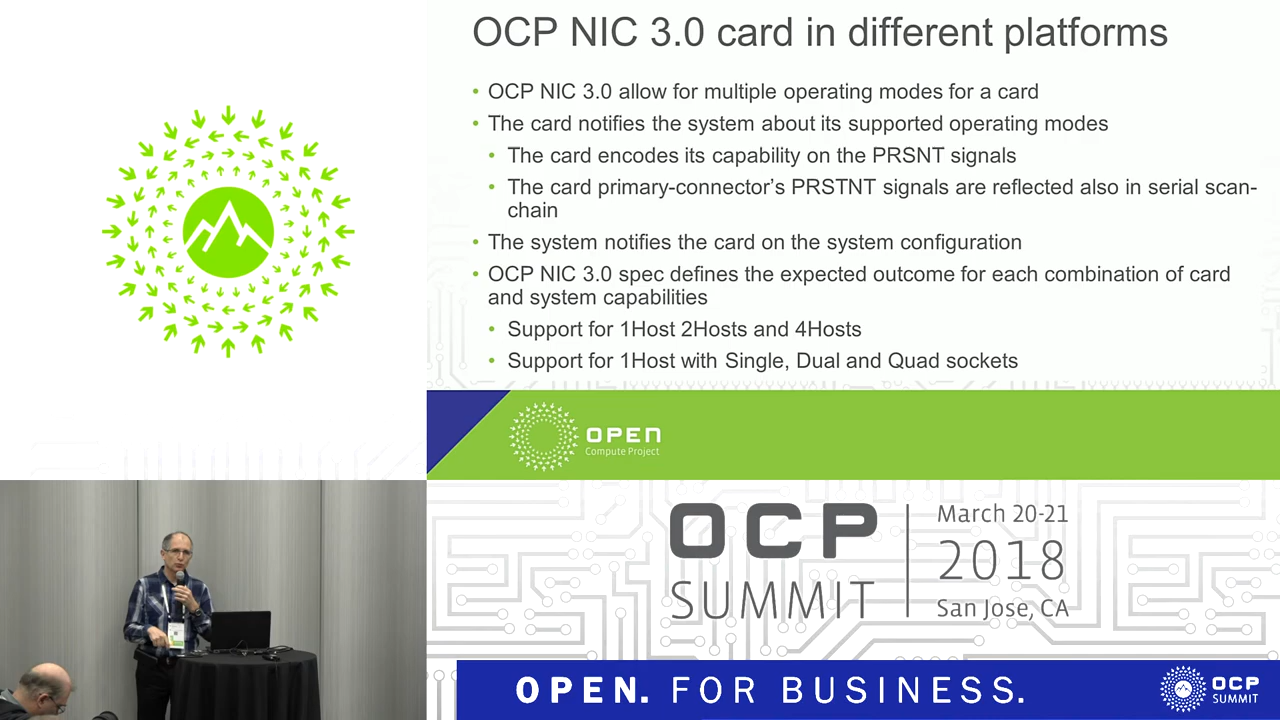 OCP NIC 3.0 card in different platforms
• OCP NIC 3.0 allow for multiple operating modes for a card
• The card notifies the system about its supported operating modes
• The card encodes its capability on the PRSNT signals
• The card primary-connector’s PRSTNT signals are reflected also in serial scan-
chain
• The system notifies the card on the system configuration
• OCP NIC 3.0 spec defines the expected outcome for each combination of card
and system capabilities
• Support for 1Host 2Hosts and 4Hosts
• Support for 1Host with Single, Dual and Quad sockets
OPEN
Compute Project
OCP
SUMMIT
March 20-21
2018
San Jose, CA
OPEN. FOR BUSINESS.
OCP
SUMMIT